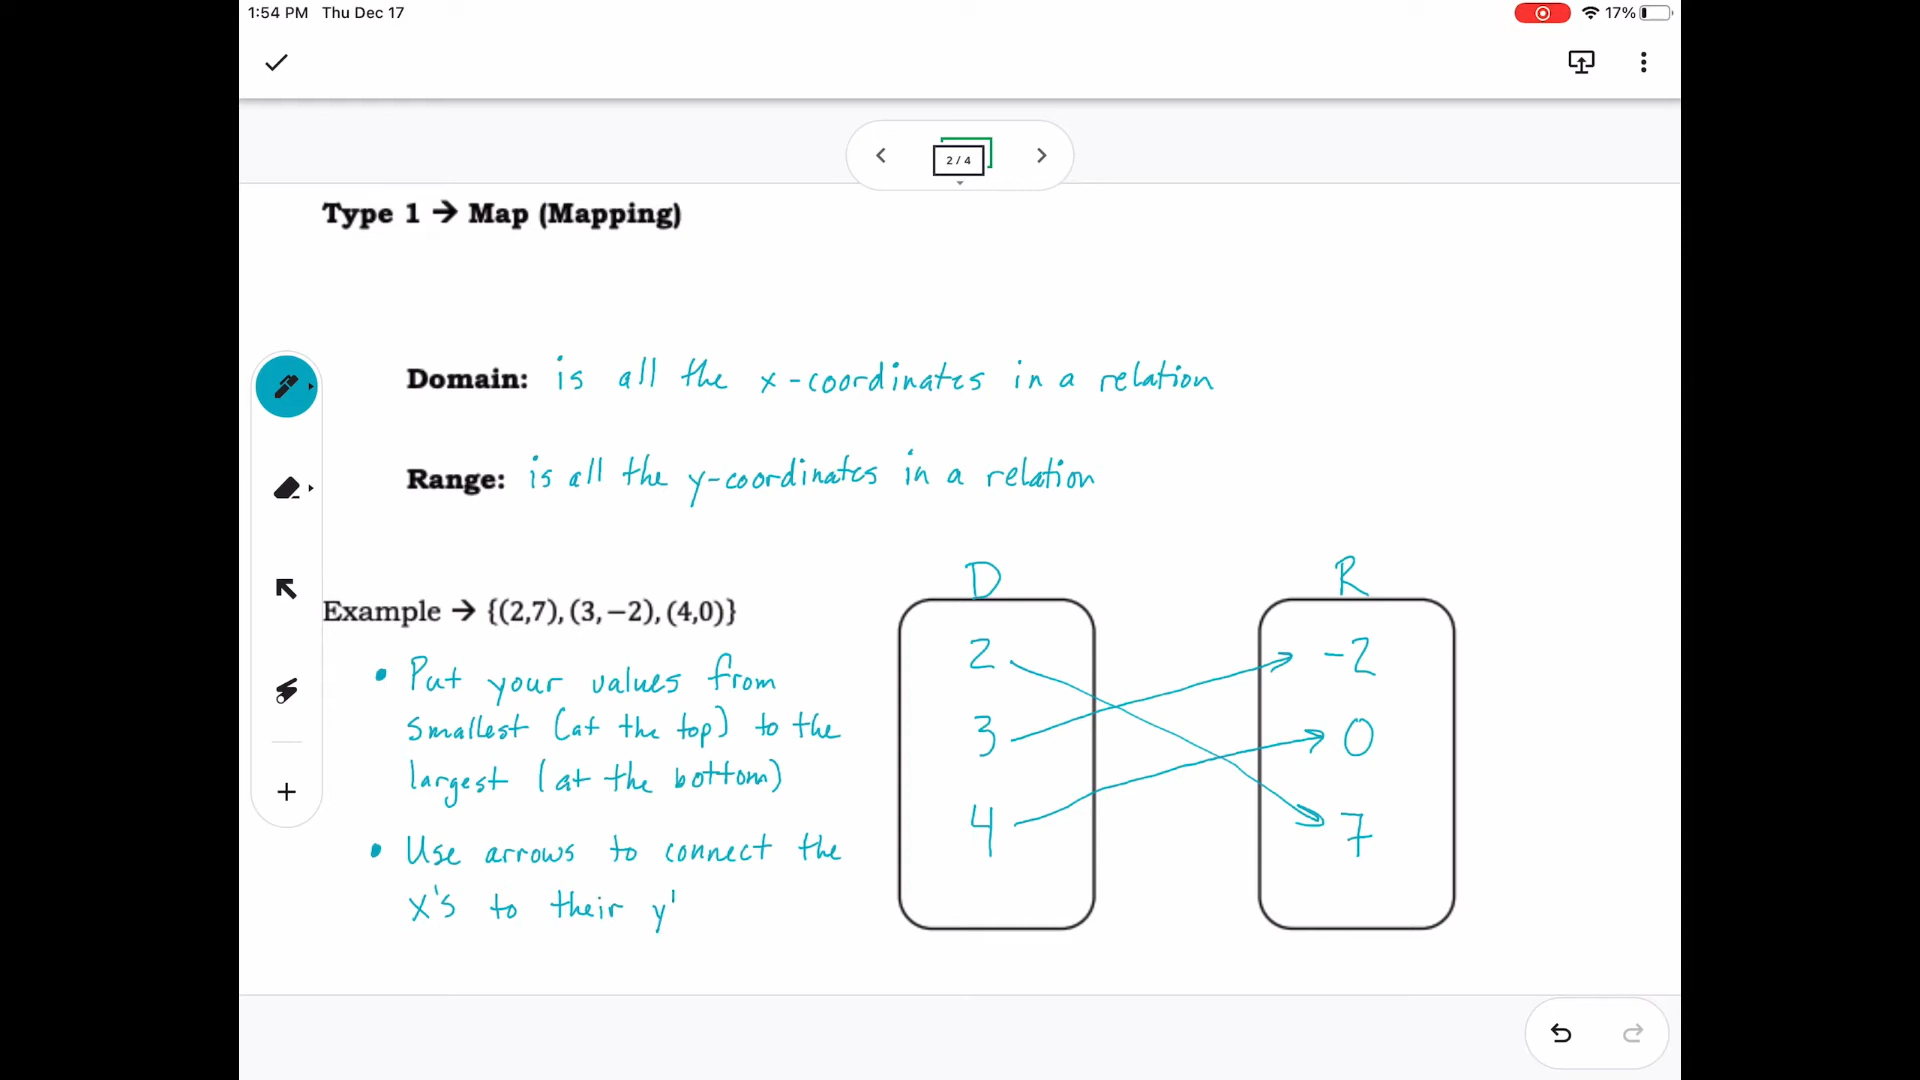 1:54 PM Thu Dec 17
17%
2 / 4
Type 1 → Map (Mapping)
Domain: is all the x-coordinates in a relation
Range: is all the y-coordinates in a relation
D R
Example → {(2,7), (3, −2), (4,0)}
• Put your values from
smallest (at the top) to the
largest (at the bottom)
• Use arrows to connect the
x's to their y'
2 -2
3 0
4 7